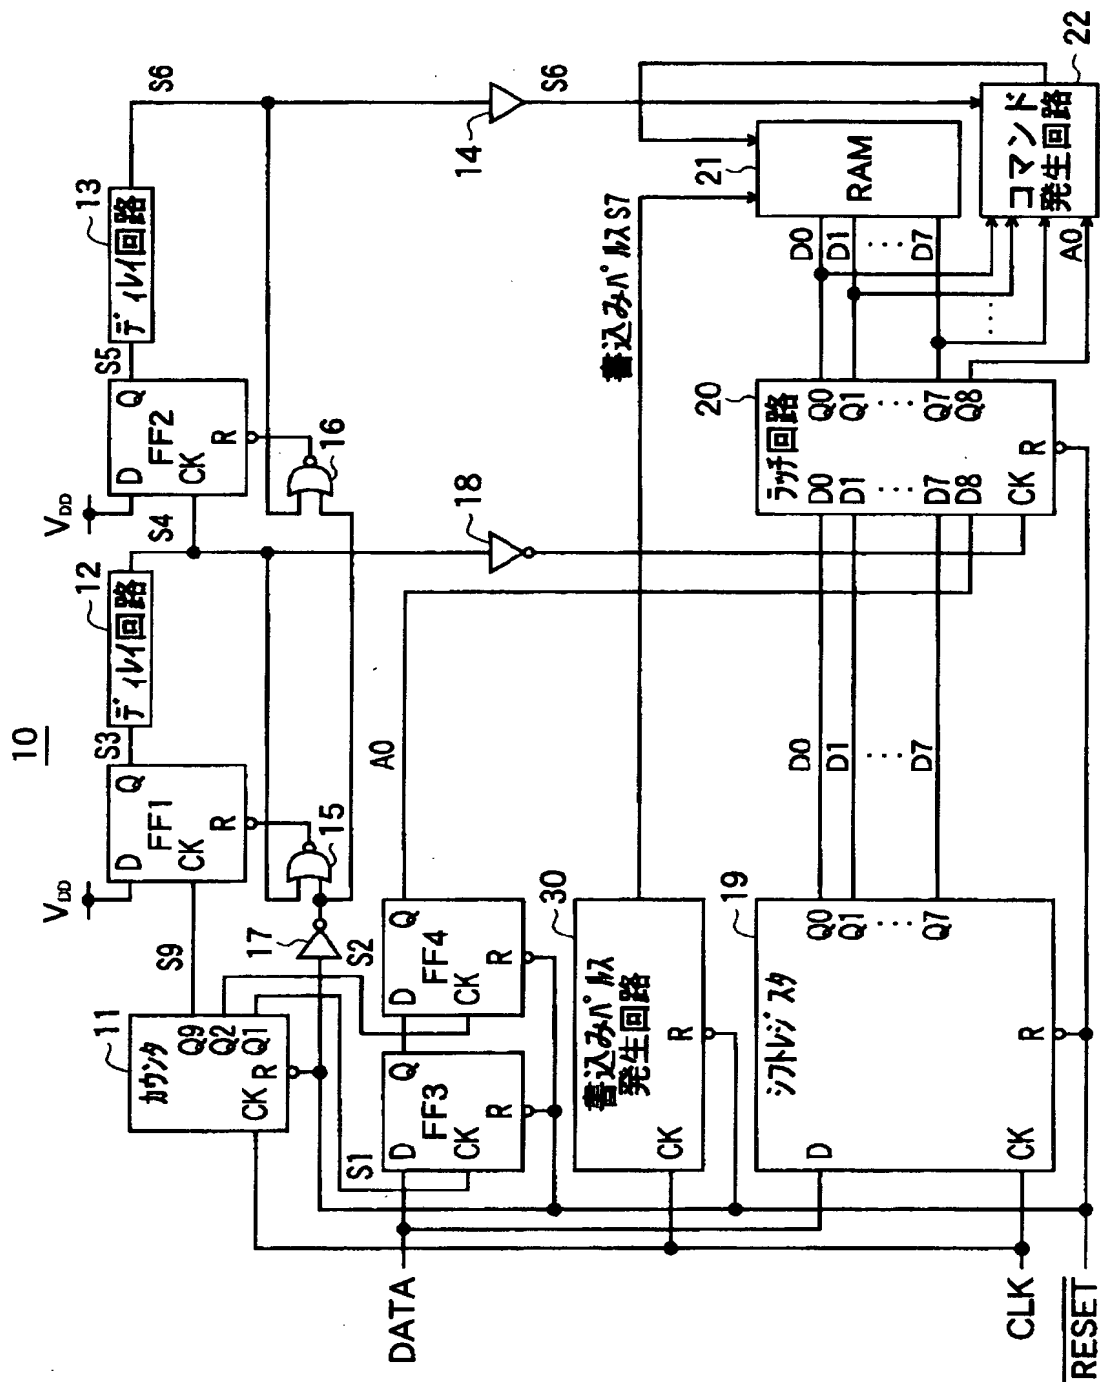 10
VDD
VDD
カウンタ
11
CK
R
Q9
Q2
Q1
S9
D
Q
FF1
CK
R
S3
12
ディレイ回路
S4
D
Q
FF2
CK
R
S5
13
ディレイ回路
S6
17
15
16
18
14
S6
S1
D
Q
FF3
CK
R
S2
D
Q
FF4
CK
R
A0
30
書込みパルス
発生回路
CK
R
書込みパルスS7
19
シフトレジスタ
D
CK
R
Q0
Q1
･･･
Q7
D0
D1
･･･
D7
20
ラッチ回路
D0
D1
･･･
D7
D8
CK
R
Q0
Q1
･･･
Q7
Q8
D0
D1
･･･
D7
･･･
A0
21
RAM
22
コマンド
発生回路
DATA
CLK
RESET